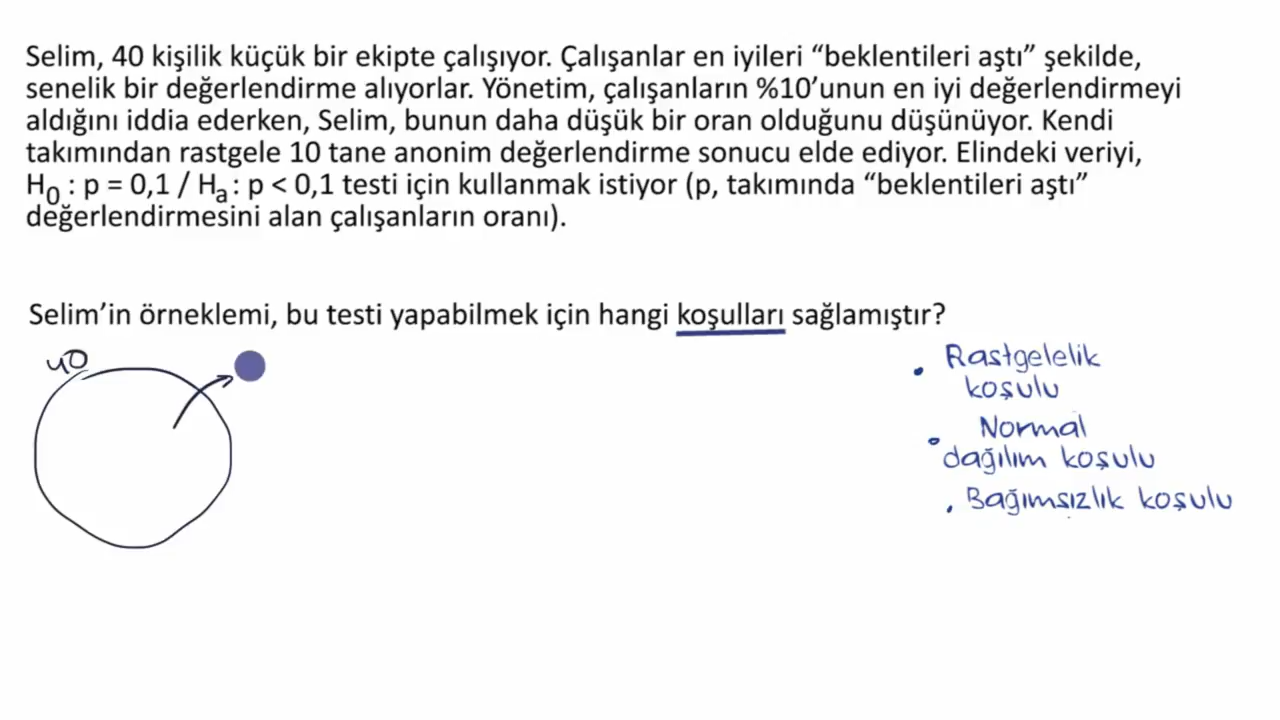 Selim, 40 kişilik küçük bir ekipte çalışıyor. Çalışanlar en iyileri “beklentileri aştı” şekilde,
senelik bir değerlendirme alıyorlar. Yönetim, çalışanların %10’unun en iyi değerlendirmeyi
aldığını iddia ederken, Selim, bunun daha düşük bir oran olduğunu düşünüyor. Kendi
takımından rastgele 10 tane anonim değerlendirme sonucu elde ediyor. Elindeki veriyi,
H₀ : p = 0,1 / Hₐ : p < 0,1 testi için kullanmak istiyor (p, takımında “beklentileri aştı”
değerlendirmesini alan çalışanların oranı).
Selim’in örneklemi, bu testi yapabilmek için hangi koşulları sağlamıştır?
40
• Rastgelelik
koşulu
• Normal
dağılım koşulu
• Bağımsızlık koşulu